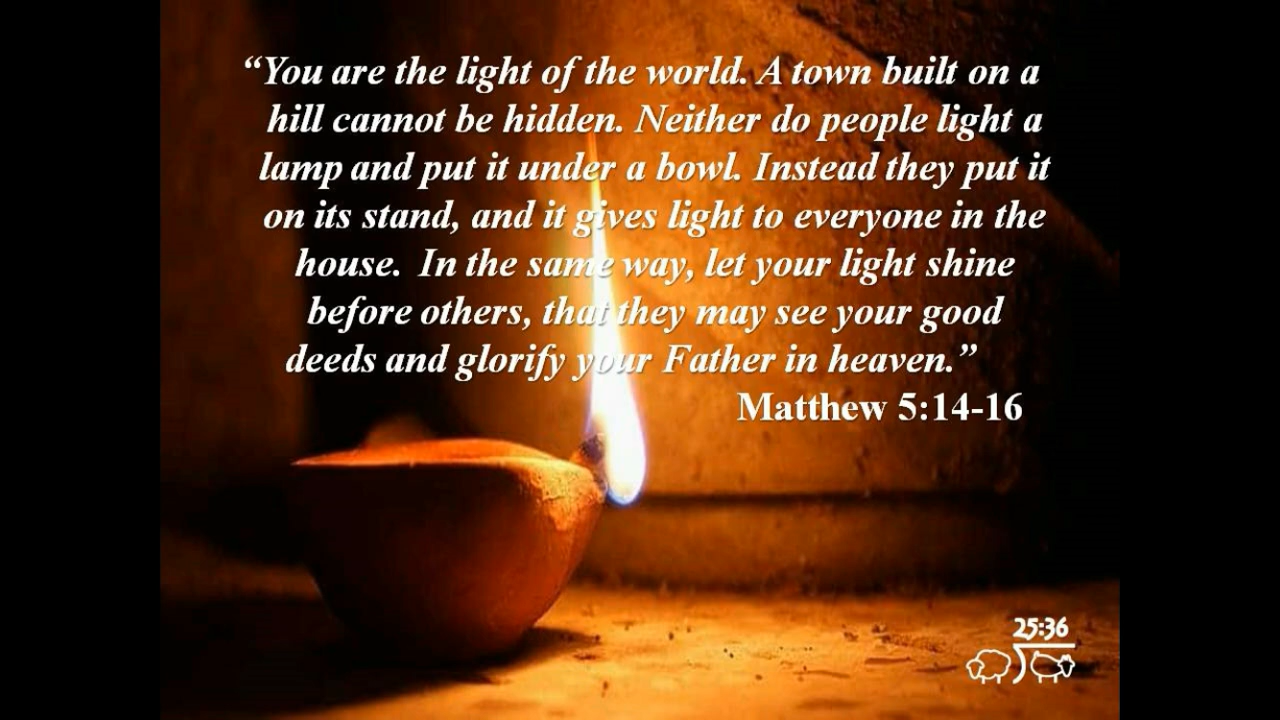 “You are the light of the world. A town built on a
hill cannot be hidden. Neither do people light a
lamp and put it under a bowl. Instead they put it
on its stand, and it gives light to everyone in the
house.  In the same way, let your light shine
before others, that they may see your good
deeds and glorify your Father in heaven.”
Matthew 5:14-16
25:36